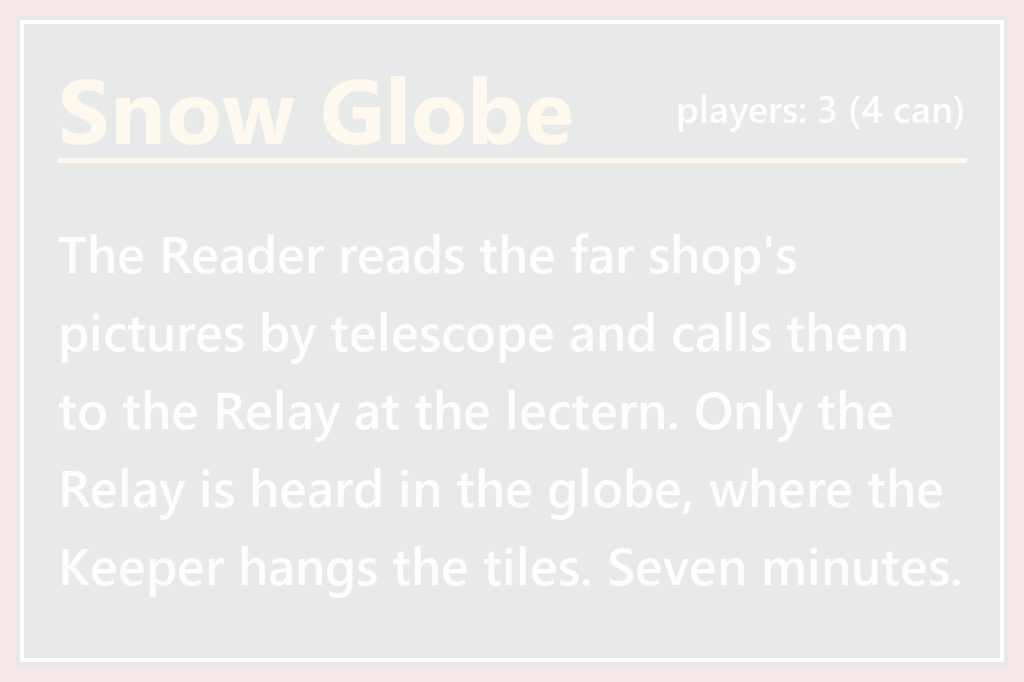 Snow Globe
players: 3 (4 can)
The Reader reads the far shop's
pictures by telescope and calls them
to the Relay at the lectern. Only the
Relay is heard in the globe, where the
Keeper hangs the tiles. Seven minutes.